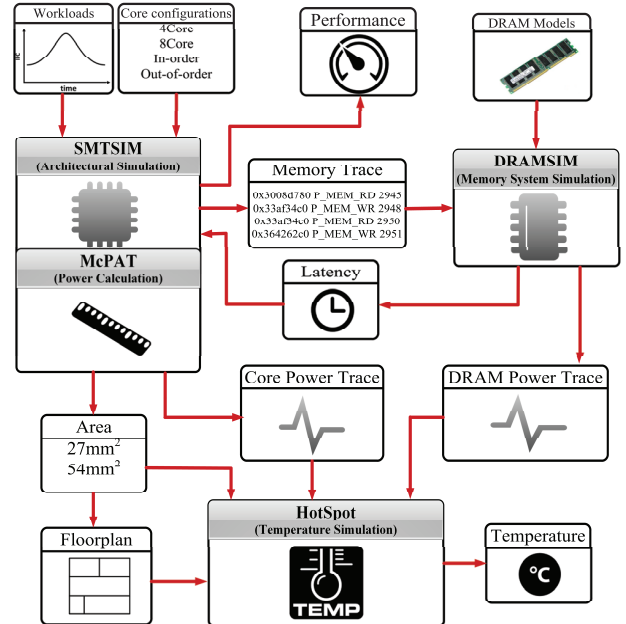 Workloads
IIC
time
Core configurations
4Core
8Core
In-order
Out-of-order
Performance
DRAM Models
SMTSIM
(Architectural Simulation)
Memory Trace
0x3008d780 P_MEM_RD 2945
0x33af34c0 P_MEM_WR 2948
0x33af34c0 P_MEM_RD 2950
0x364262c0 P_MEM_WR 2951
DRAMSIM
(Memory System Simulation)
McPAT
(Power Calculation)
Latency
Core Power Trace
DRAM Power Trace
Area
27mm²
54mm²
HotSpot
(Temperature Simulation)
TEMP
Floorplan
Temperature
°C